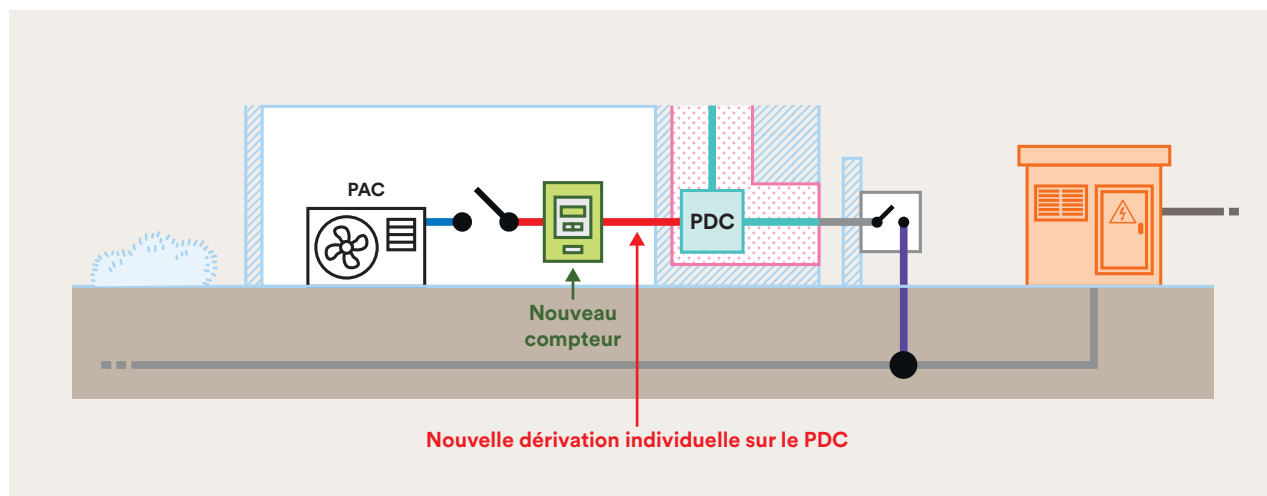 PAC
PDC
Nouveau
compteur
Nouvelle dérivation individuelle sur le PDC